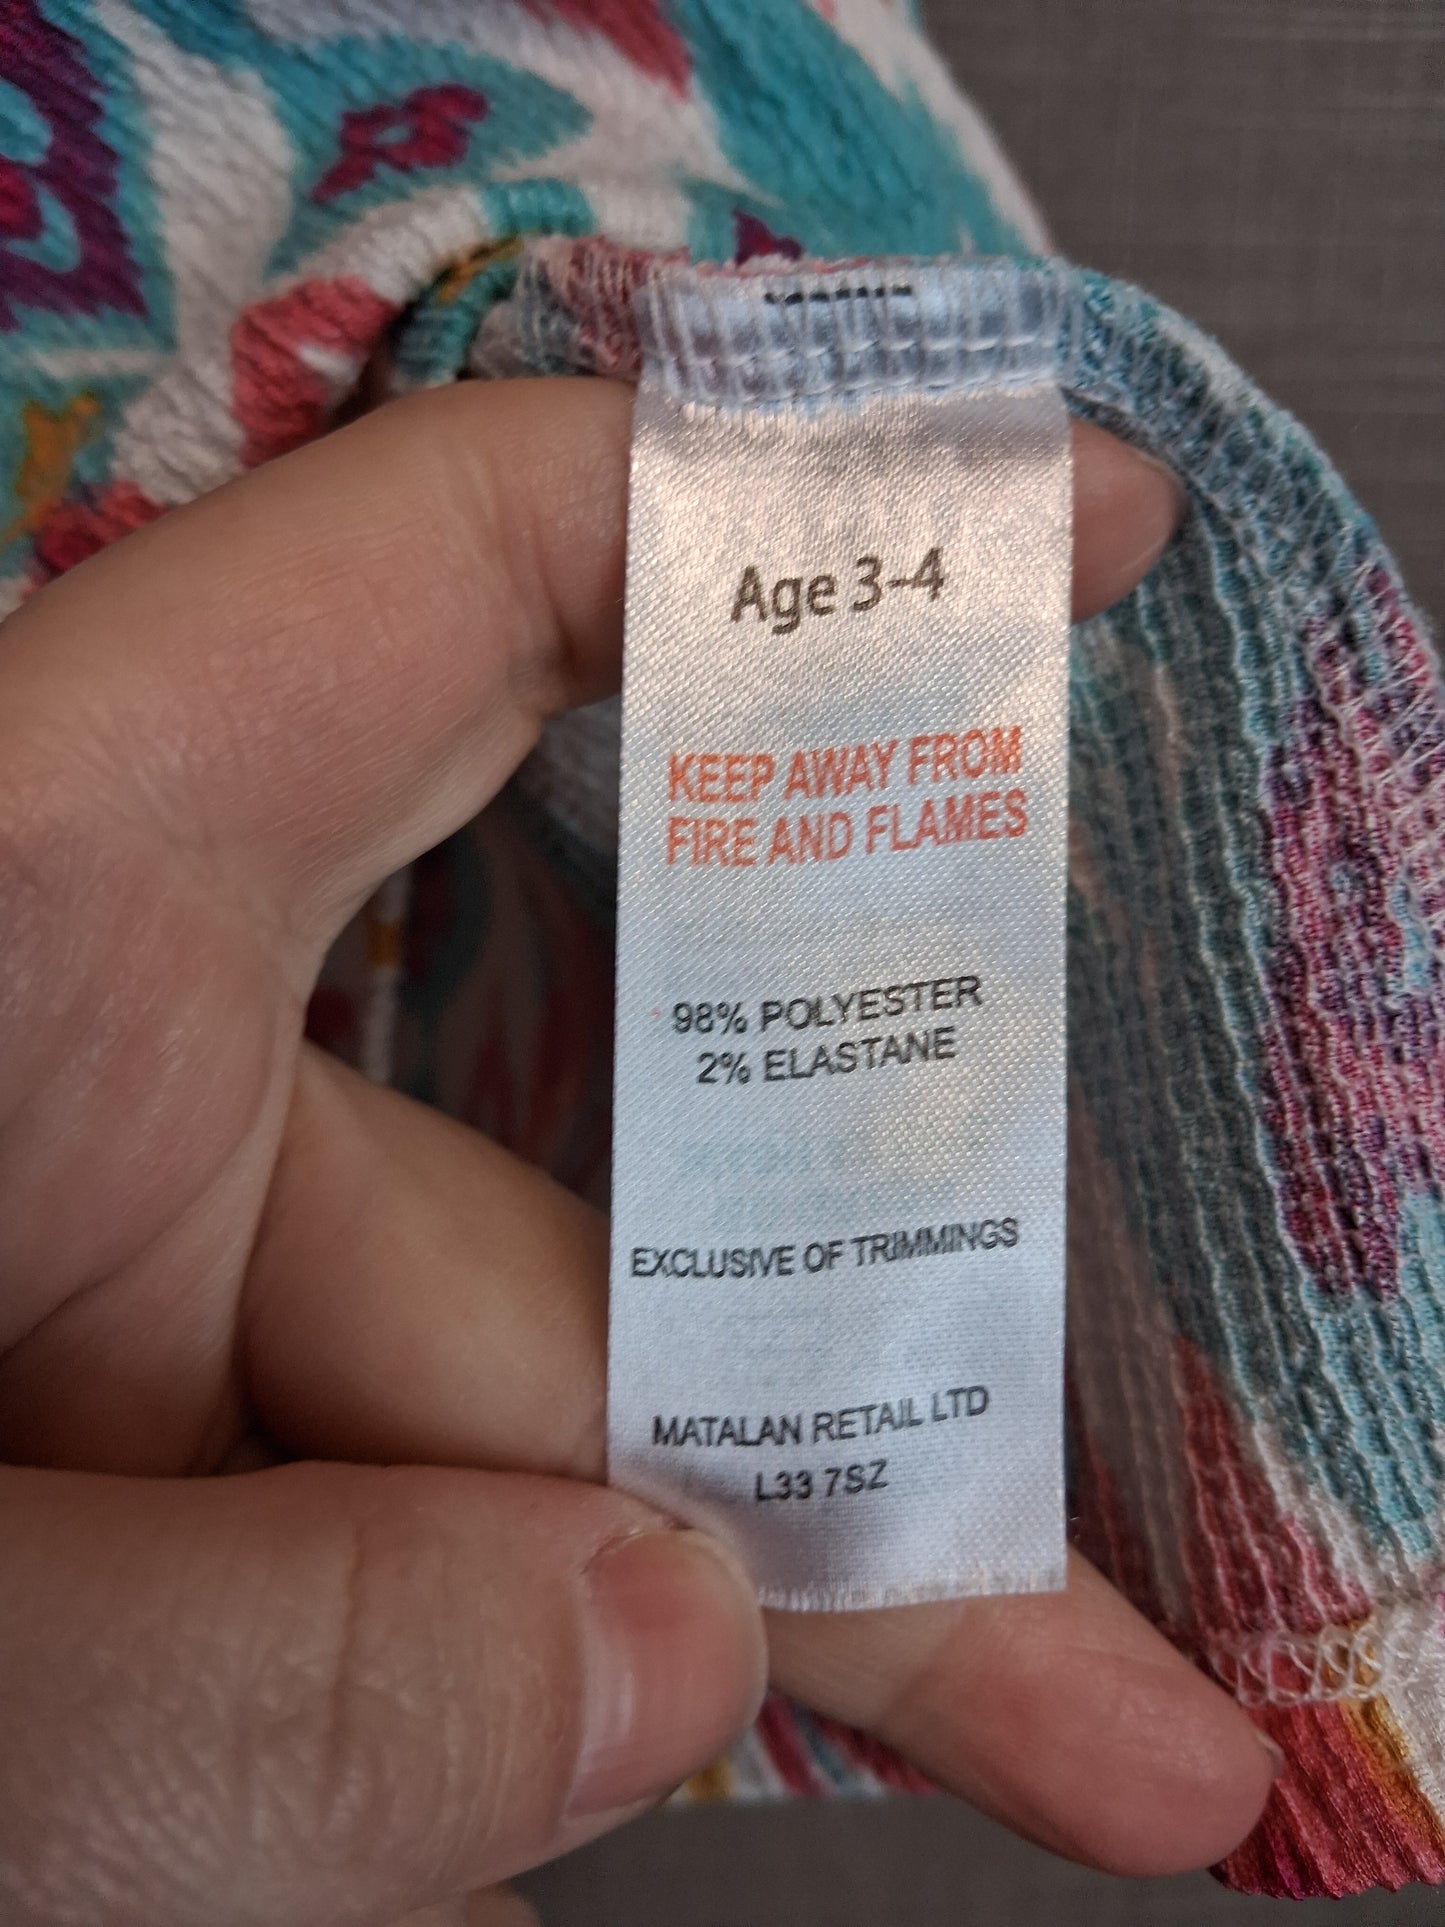 Age 3-4
KEEP AWAY FROM
FIRE AND FLAMES
98% POLYESTER
2% ELASTANE
EXCLUSIVE OF TRIMMINGS
MATALAN RETAIL LTD
L33 7SZ